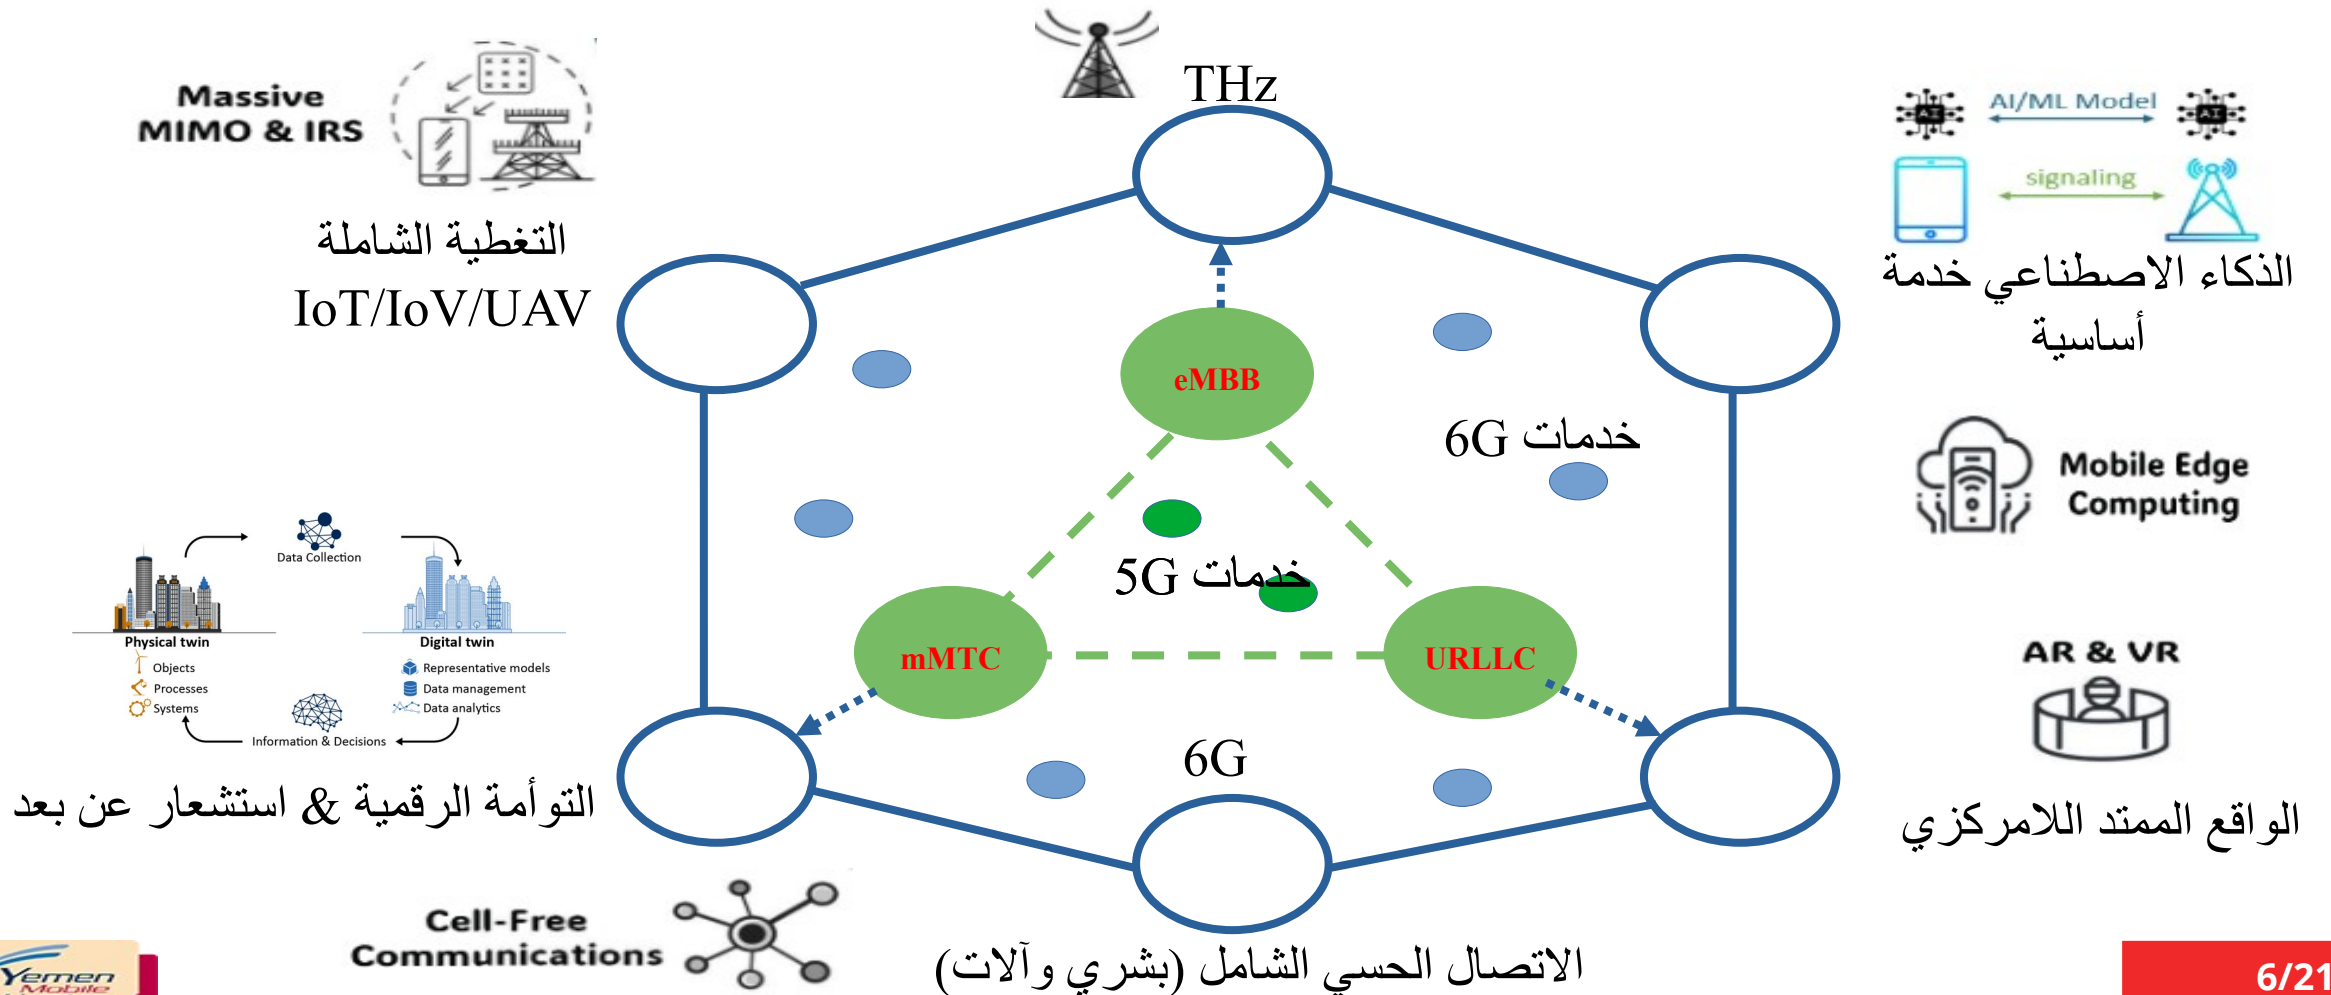 THz
Massive
MIMO & IRS
التغطية الشاملة
IoT/IoV/UAV
AI/ML Model
AI
AI
signaling
الذكاء الاصطناعي خدمة
أساسية
eMBB
خدمات 6G
Mobile Edge
Computing
خدمات 5G
mMTC
URLLC
Data Collection
Physical twin
Objects
Processes
Systems
Digital twin
Representative models
Data management
Data analytics
Information & Decisions
التوأمة الرقمية & استشعار عن بعد
AR & VR
الواقع الممتد اللامركزي
6G
Cell-Free
Communications
الاتصال الحسي الشامل (بشري وآلات)
Yemen
Mobile
6/21